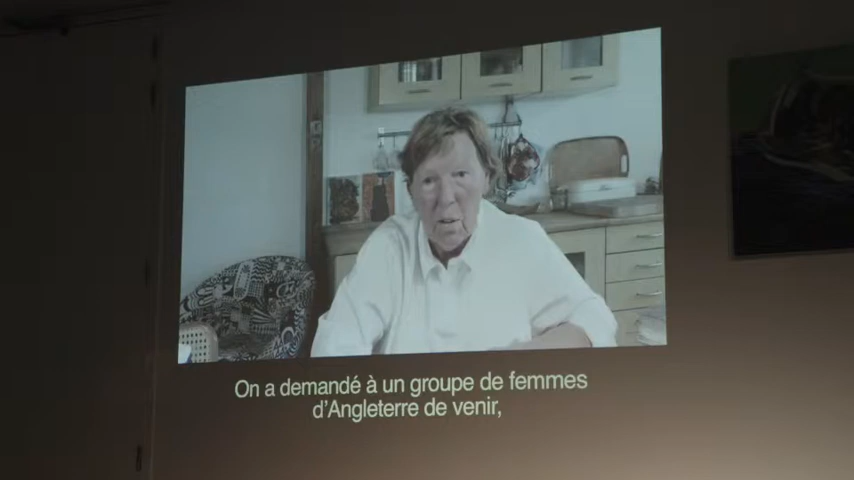 On a demandé à un groupe de femmes
d'Angleterre de venir,